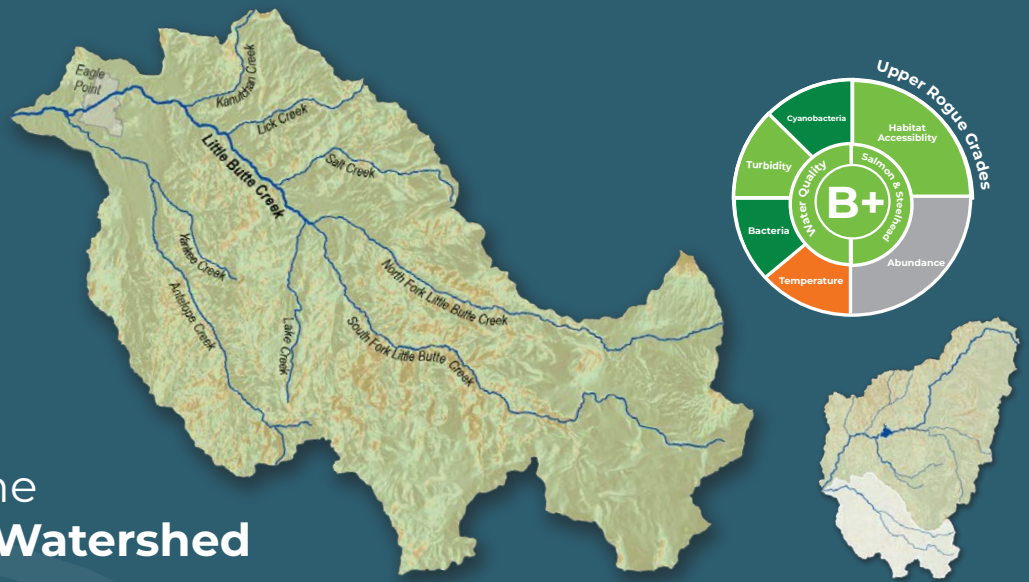 Eagle
Point
Kanutchan Creek
Lick Creek
Little Butte Creek
Salt Creek
Yankee Creek
Antelope Creek
Lake Creek
North Fork Little Butte Creek
South Fork Little Butte Creek
Upper Rogue Grades
Cyanobacteria
Habitat
Accessiblity
Turbidity
Water Quality
Salmon & Steelhead
B+
Bacteria
Abundance
Temperature
Watershed